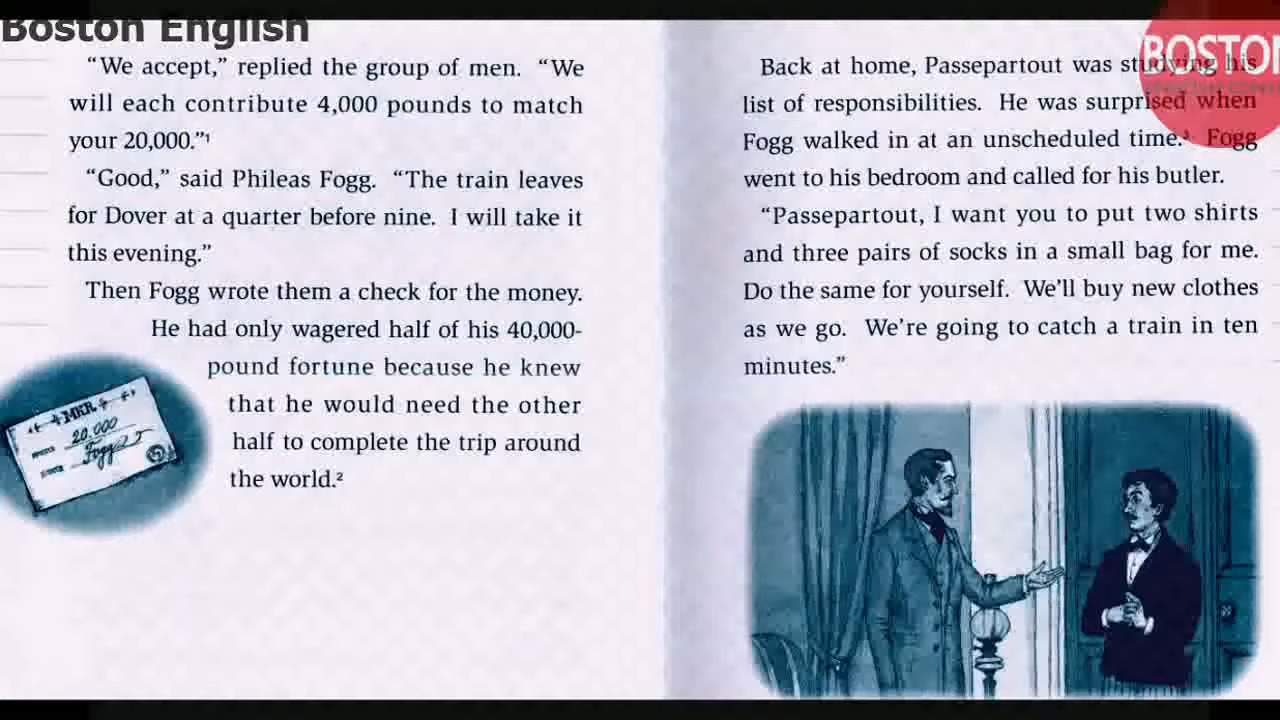 Boston English
“We accept,” replied the group of men. “We
will each contribute 4,000 pounds to match
your 20,000.”¹
“Good,” said Phileas Fogg. “The train leaves
for Dover at a quarter before nine. I will take it
this evening.”
Then Fogg wrote them a check for the money.
He had only wagered half of his 40,000-
pound fortune because he knew
that he would need the other
half to complete the trip around
the world.²
20.000
Fogg
BOSTON
Back at home, Passepartout was studying his
list of responsibilities. He was surprised when
Fogg walked in at an unscheduled time.³ Fogg
went to his bedroom and called for his butler.
“Passepartout, I want you to put two shirts
and three pairs of socks in a small bag for me.
Do the same for yourself. We’ll buy new clothes
as we go. We’re going to catch a train in ten
minutes.”